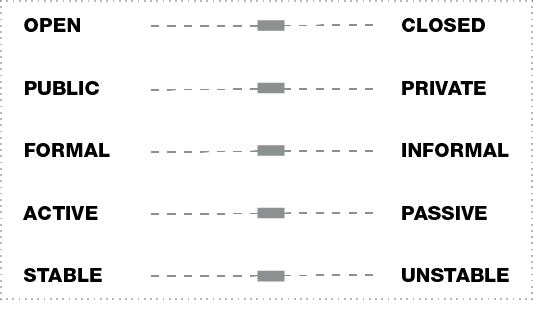 OPEN CLOSED
PUBLIC PRIVATE
FORMAL INFORMAL
ACTIVE PASSIVE
STABLE UNSTABLE